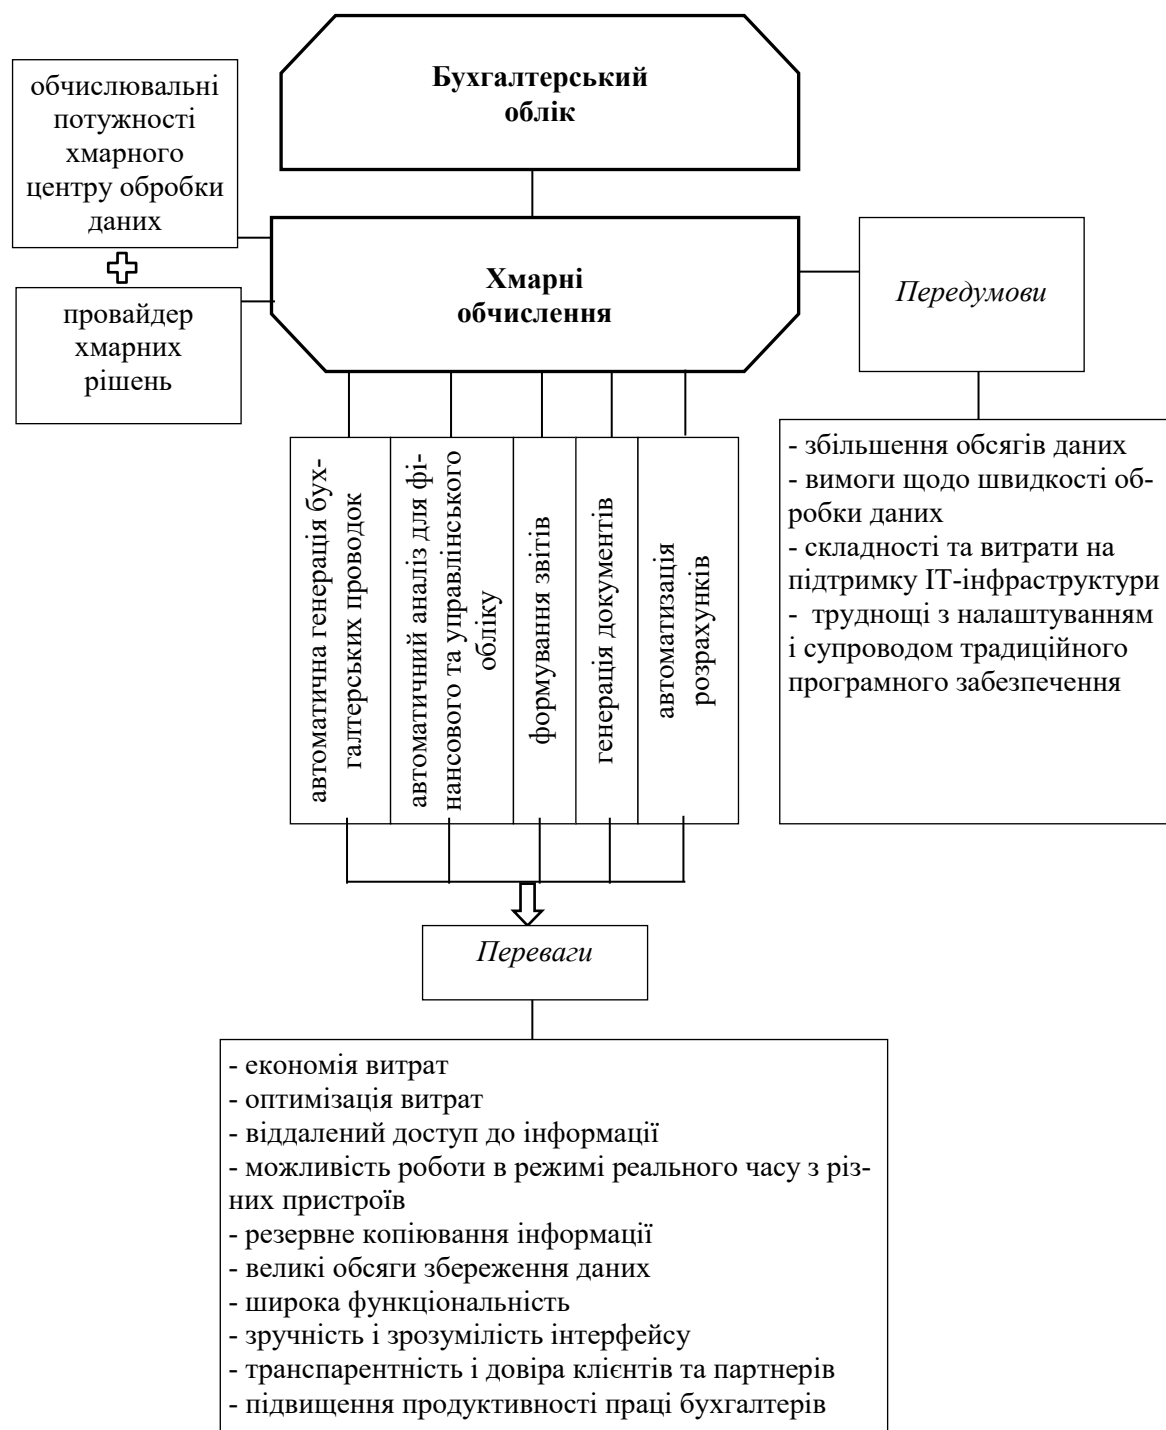 Бухгалтерський
облік
обчислювальні
потужності
хмарного
центру обробки
даних
провайдер
хмарних
рішень
Хмарні
обчислення
Передумови
- збільшення обсягів даних
- вимоги щодо швидкості об-
робки даних
- складності та витрати на
підтримку ІТ-інфраструктури
- труднощі з налаштуванням
і супроводом традиційного
програмного забезпечення
автоматична генерація бух-
галтерських проводок
автоматичний аналіз для фі-
нансового та управлінського
обліку
формування звітів
генерація документів
автоматизація
розрахунків
Переваги
- економія витрат
- оптимізація витрат
- віддалений доступ до інформації
- можливість роботи в режимі реального часу з різ-
них пристроїв
- резервне копіювання інформації
- великі обсяги збереження даних
- широка функціональність
- зручність і зрозумілість інтерфейсу
- транспарентність і довіра клієнтів та партнерів
- підвищення продуктивності праці бухгалтерів